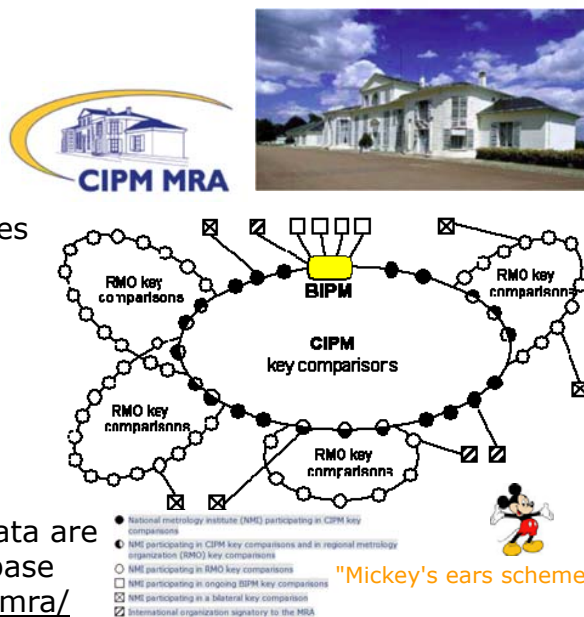 CIPM MRA
es
RMO key
comparisons
BIPM
RMO key
comparisons
CIPM
key comparisors
RMO key
comparisons
RMO key
comparisons
ata are
base
mra/
National metrology institute (NMI) participating in CIPM key
comparisons
NMI participating in CIPM key comparisons and in regional metrology
organization (RMO) key comparisons
NMI participating in RMO key comparisons
NMI participating in ongoing BIPM key comparisons
NMI participating in a bilateral key comparison
International organization signatory to the MRA
"Mickey's ears scheme